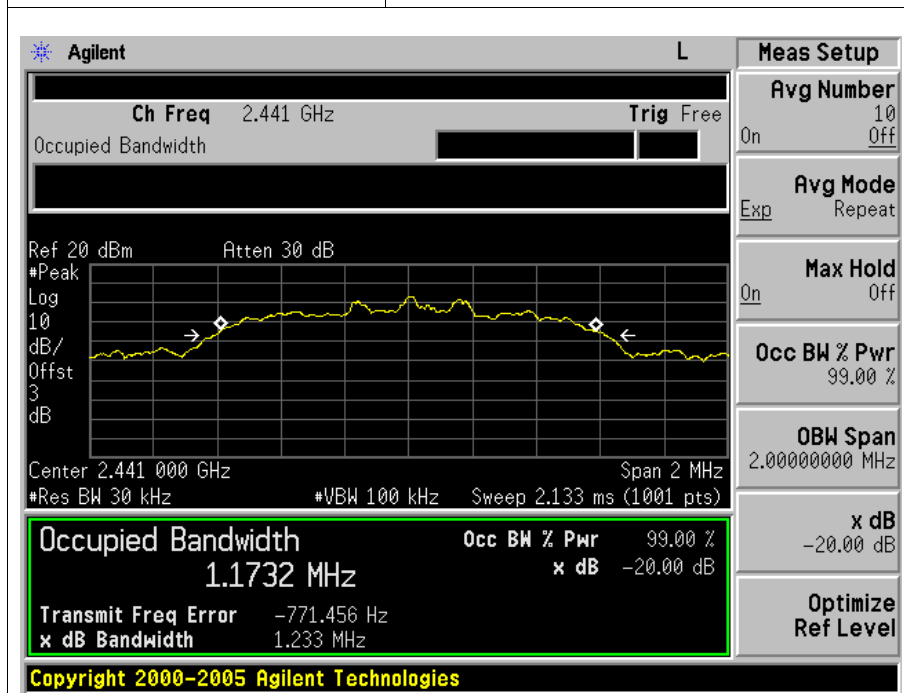 Agilent L
Meas Setup
Ch Freq 2.441 GHz Trig Free
Occupied Bandwidth
Ref 20 dBm Atten 30 dB
#Peak
Log
10
dB/
Offst
3
dB
Center 2.441 000 GHz Span 2 MHz
#Res BW 30 kHz #VBW 100 kHz Sweep 2.133 ms (1001 pts)
Occupied Bandwidth
1.1732 MHz
Occ BW % Pwr 99.00 %
x dB -20.00 dB
Transmit Freq Error -771.456 Hz
x dB Bandwidth 1.233 MHz
Copyright 2000-2005 Agilent Technologies
Avg Number
10
On Off
Avg Mode
Exp Repeat
Max Hold
On Off
Occ BW % Pwr
99.00 %
OBW Span
2.00000000 MHz
x dB
-20.00 dB
Optimize
Ref Level